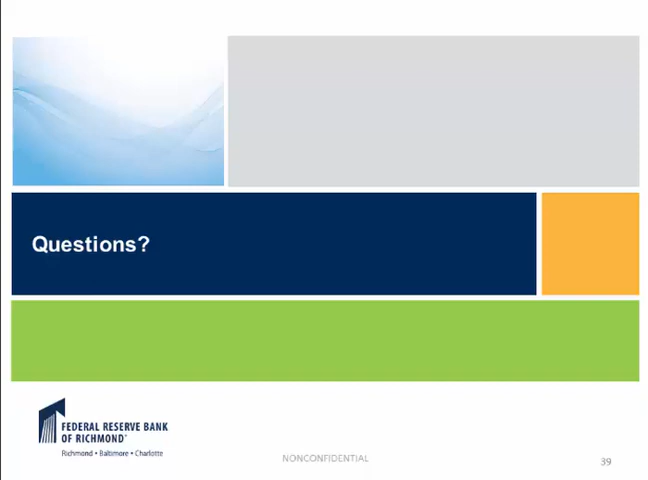 Questions?
FEDERAL RESERVE BANK
OF RICHMOND
Richmond • Baltimore • Charlotte
NONCONFIDENTIAL
39